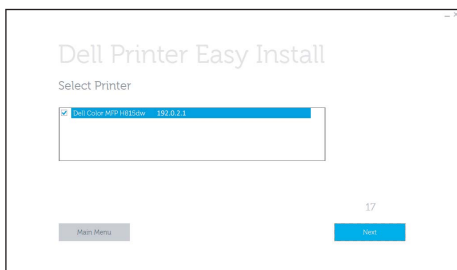 Dell Printer Easy Install
Select Printer
Dell Color MFP H815dw 192.0.2.1
17
Main Menu Next